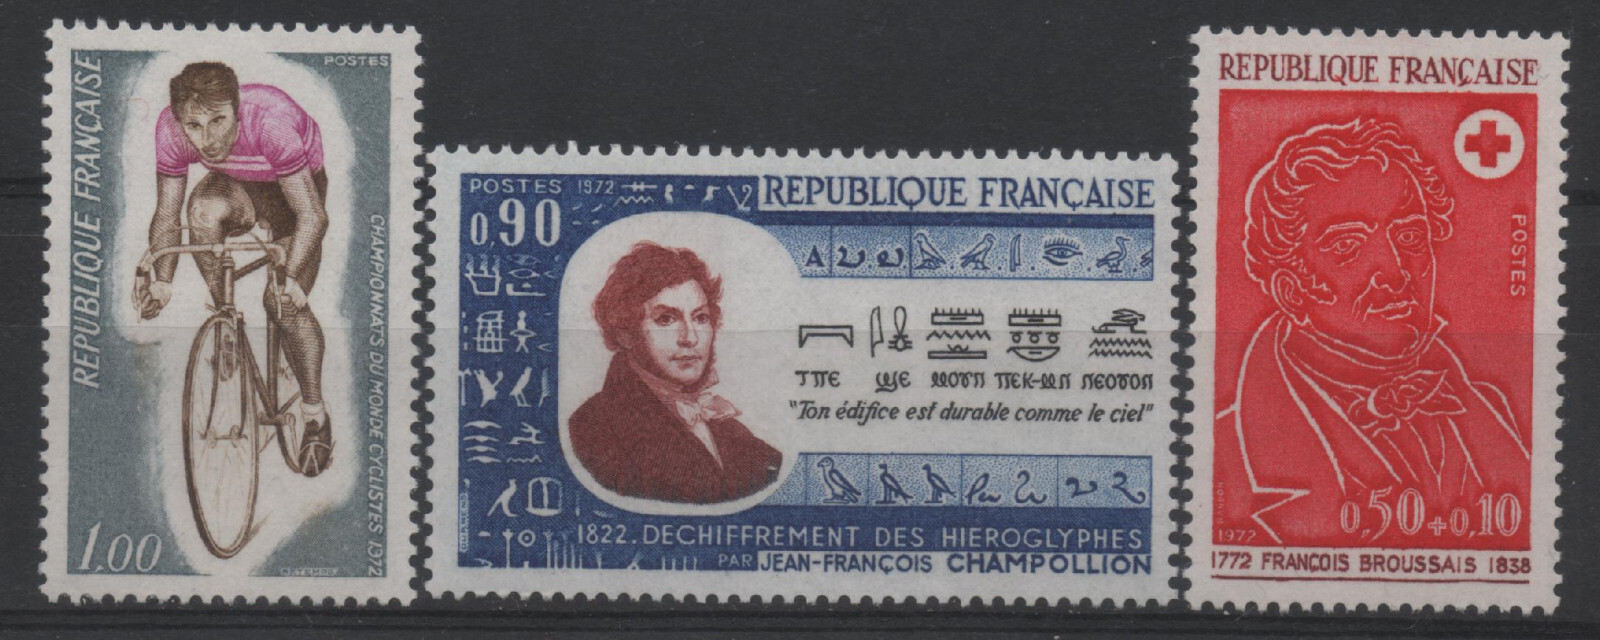 POSTES
REPUBLIQUE FRANÇAISE
CHAMPIONNATS DU MONDE CYCLISTES 1972
1.00
POSTES 1972
REPUBLIQUE FRANÇAISE
0,90
"Ton édifice est durable comme le ciel"
1822. DECHIFFREMENT DES HIEROGLYPHES
PAR JEAN-FRANÇOIS CHAMPOLLION
REPUBLIQUE FRANÇAISE
POSTES
0,50+0,10
1972
1772 FRANÇOIS BROUSSAIS 1838